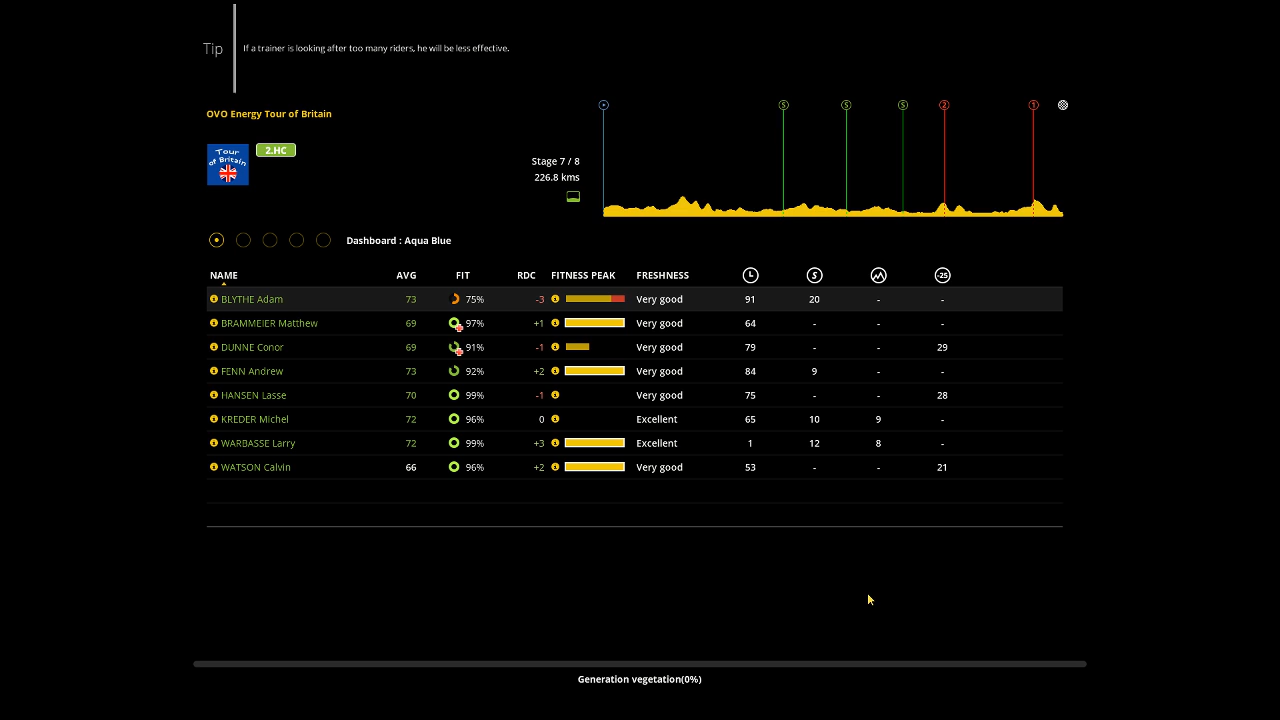 Tip
If a trainer is looking after too many riders, he will be less effective.
OVO Energy Tour of Britain
S S S 2 1
Tour of Britain
2.HC
Stage 7 / 8
226.8 kms
Dashboard : Aqua Blue
NAME AVG FIT RDC FITNESS PEAK FRESHNESS S -25
BLYTHE Adam 73 75% -3 Very good 91 20 - -
BRAMMEIER Matthew 69 97% +1 Very good 64 - - -
DUNNE Conor 69 91% -1 Very good 79 - - 29
FENN Andrew 73 92% +2 Very good 84 9 - -
HANSEN Lasse 70 99% -1 Very good 75 - - 28
KREDER Michel 72 96% 0 Excellent 65 10 9 -
WARBASSE Larry 72 99% +3 Excellent 1 12 8 -
WATSON Calvin 66 96% +2 Very good 53 - - 21
Generation vegetation(0%)